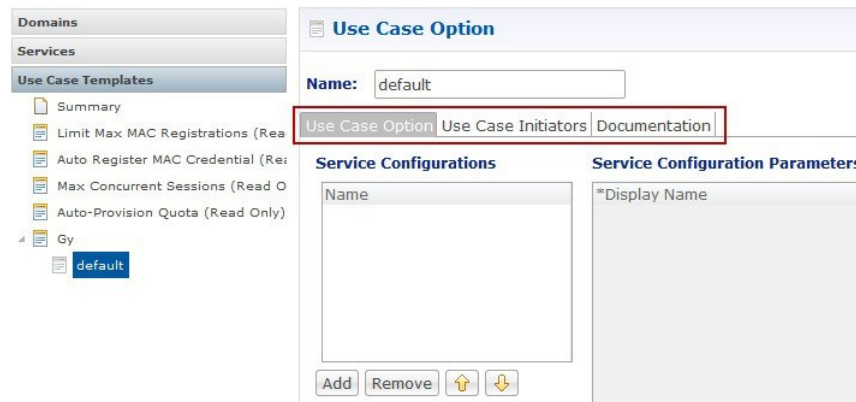 Domains
Services
Use Case Templates
Summary
Limit Max MAC Registrations (Rea
Auto Register MAC Credential (Rea
Max Concurrent Sessions (Read O
Auto-Provision Quota (Read Only)
Gy
default
Use Case Option
Name: default
Use Case Option Use Case Initiators Documentation
Service Configurations
Name
Add Remove
Service Configuration Parameters
*Display Name